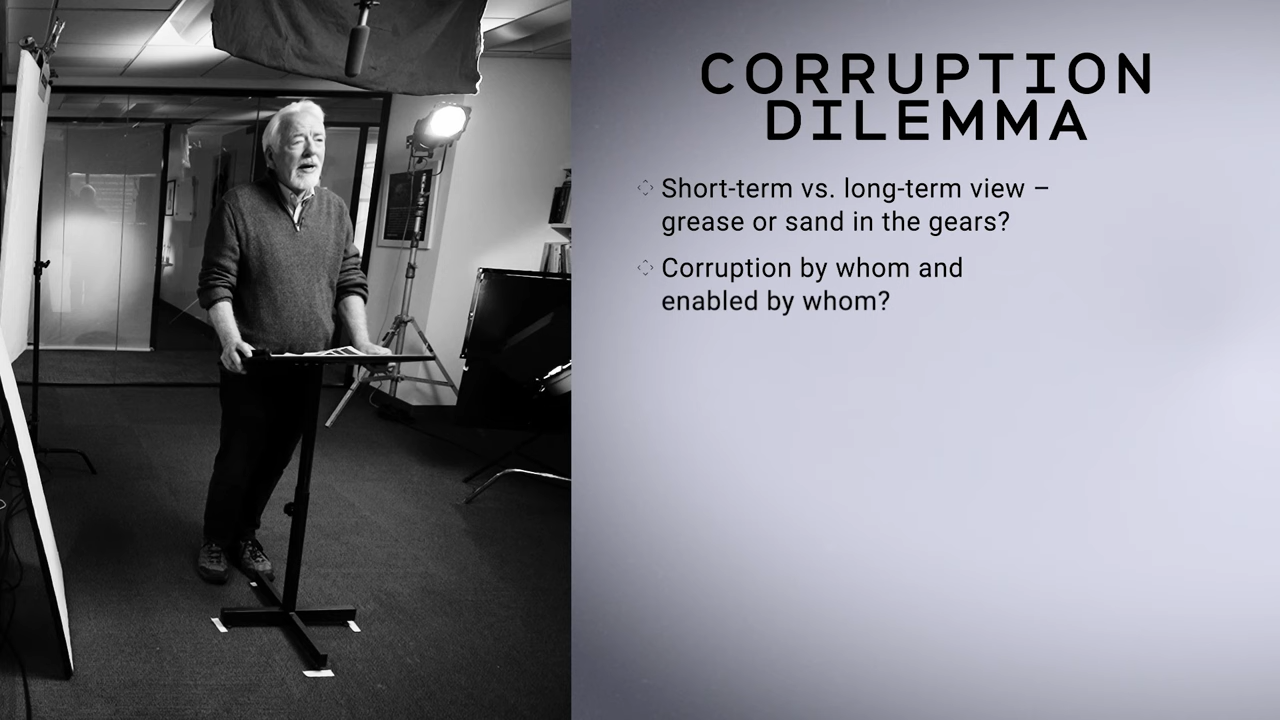 CORRUPTION
DILEMMA
Short-term vs. long-term view –
grease or sand in the gears?
Corruption by whom and
enabled by whom?